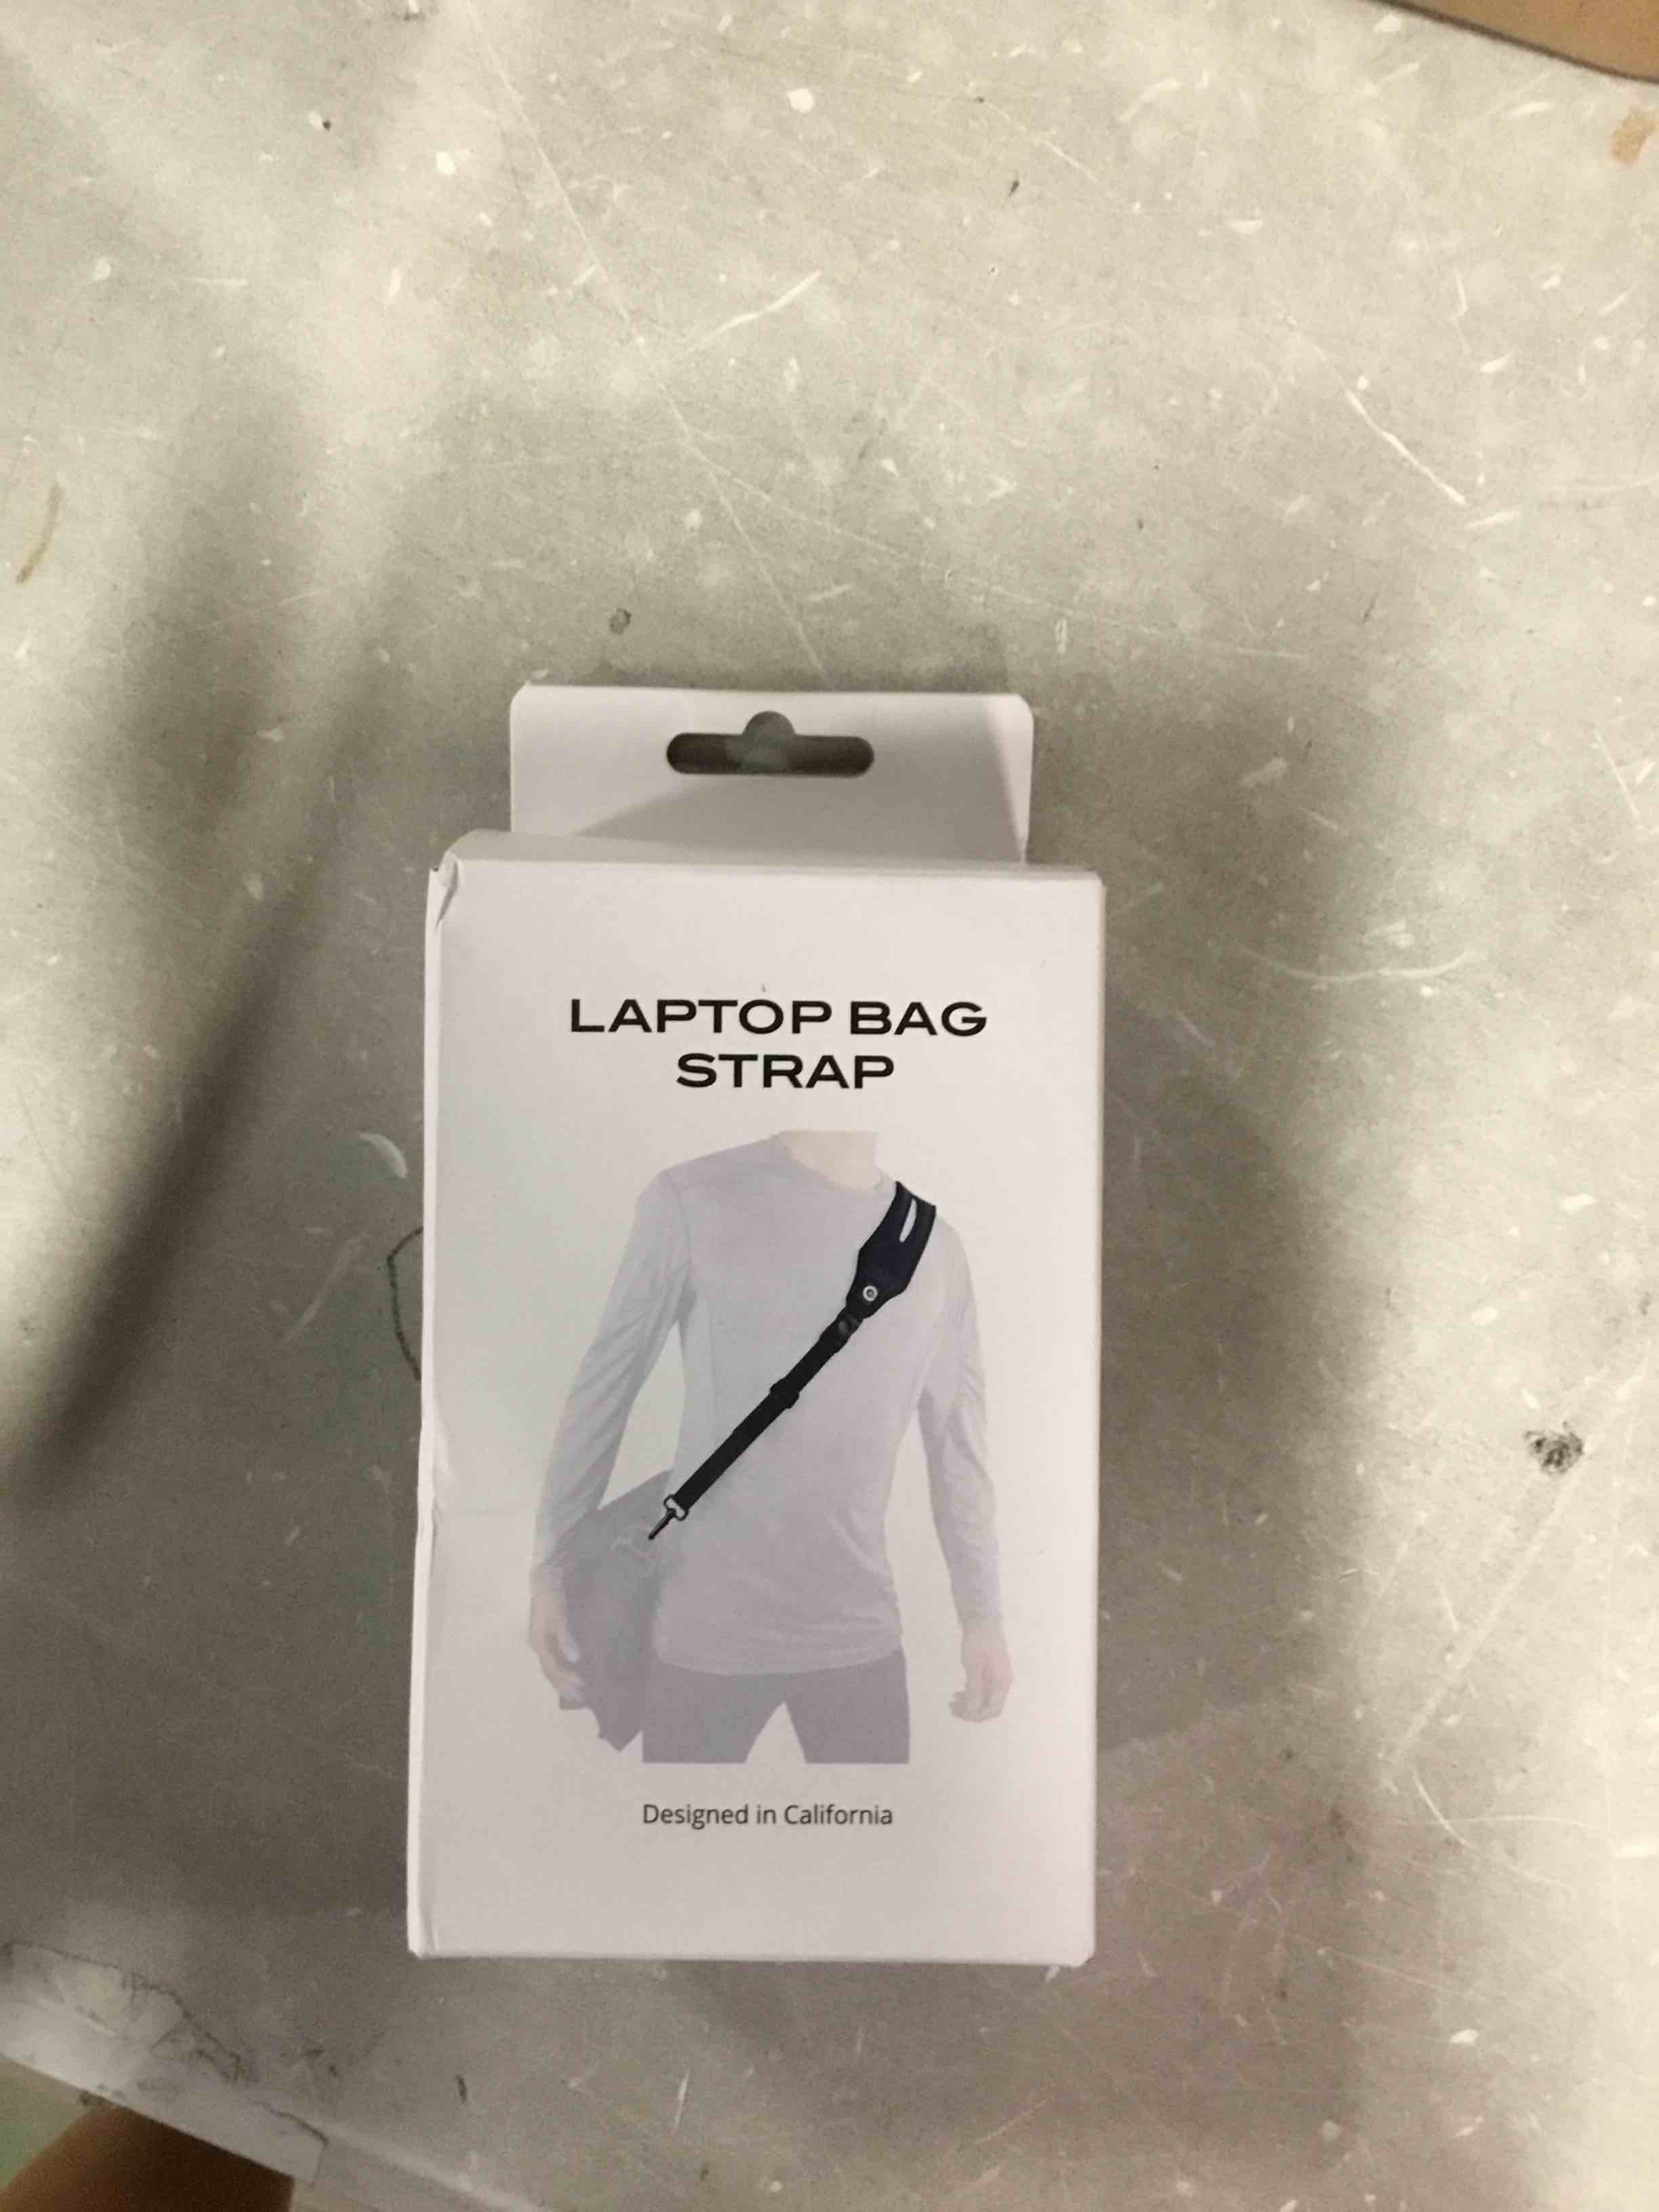 LAPTOP BAG
STRAP
Designed in California